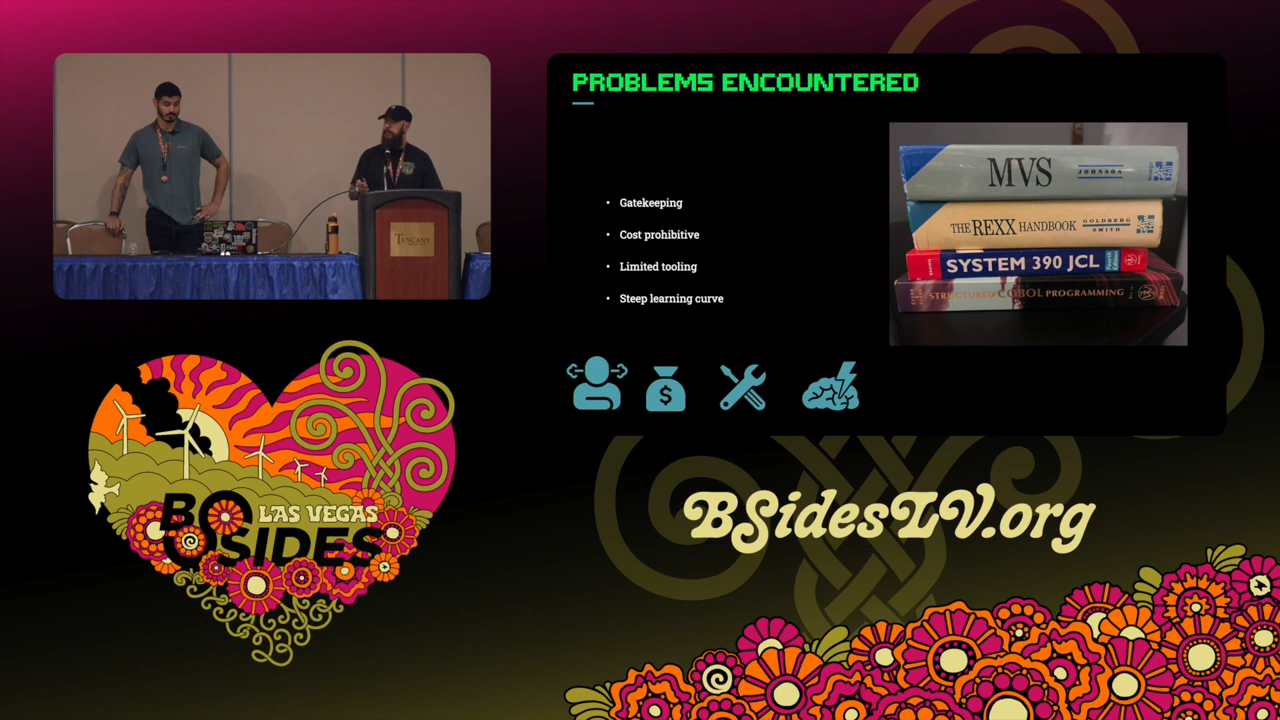 PROBLEMS ENCOUNTERED
Gatekeeping
Cost prohibitive
Limited tooling
Steep learning curve
MVS
JOHNSON
THE REXX HANDBOOK
GOLDBERG
SMITH
SYSTEM 390 JCL
STRUCTURED COBOL PROGRAMMING
$
TUSCANY
LAS VEGAS
BSIDES
BSidesLV.org